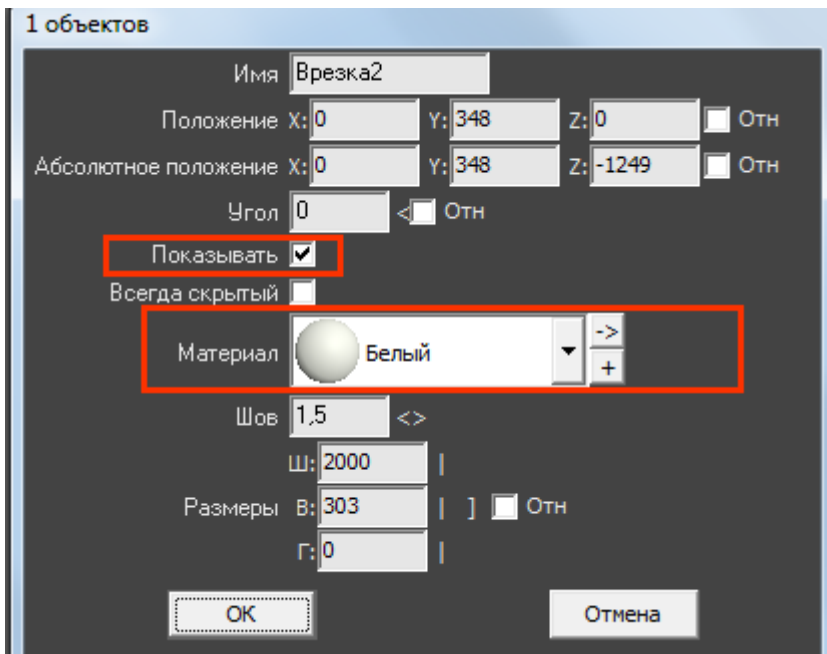 1 объектов
Имя Врезка2
Положение X: 0 Y: 348 Z: 0 Отн
Абсолютное положение X: 0 Y: 348 Z: -1249 Отн
Угол 0 < Отн
Показывать
Всегда скрытый
Материал Белый ->
+
Шов 1,5 <>
Ш: 2000 |
Размеры В: 303 | ] Отн
Г: 0 |
OK Отмена